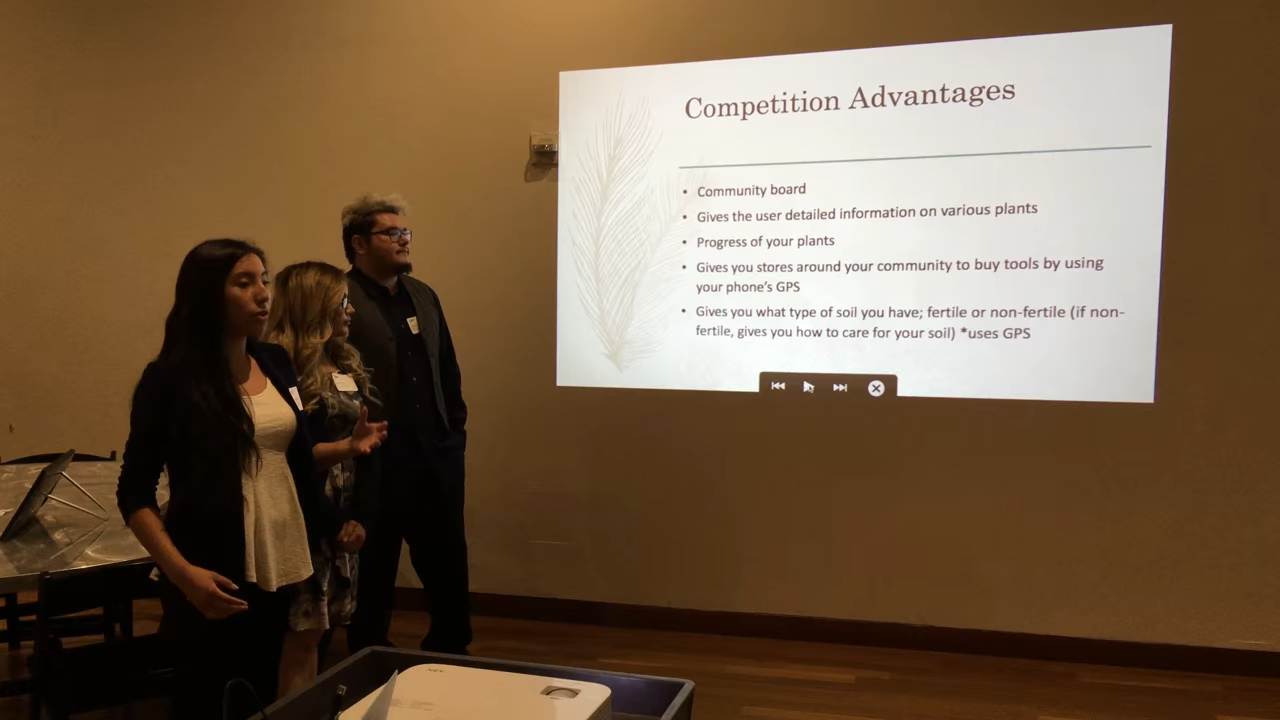 Competition Advantages
• Community board
• Gives the user detailed information on various plants
• Progress of your plants
• Gives you stores around your community to buy tools by using
your phone's GPS
• Gives you what type of soil you have; fertile or non-fertile (if non-
fertile, gives you how to care for your soil) *uses GPS